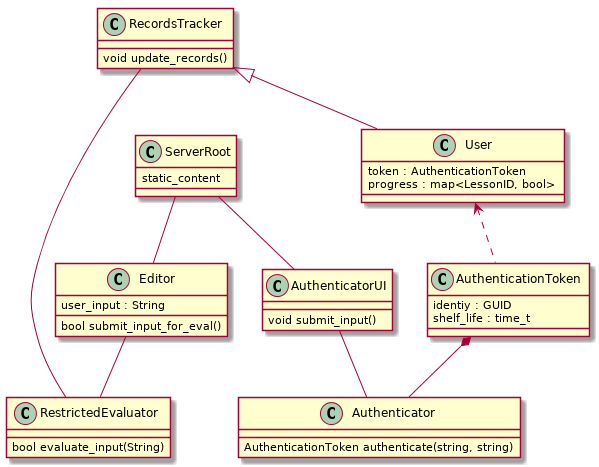 C RecordsTracker
void update_records()
C ServerRoot
static_content
C User
token : AuthenticationToken
progress : map<LessonID, bool>
C Editor
user_input : String
bool submit_input_for_eval()
C AuthenticatorUI
void submit_input()
C AuthenticationToken
identiy : GUID
shelf_life : time_t
C RestrictedEvaluator
bool evaluate_input(String)
C Authenticator
AuthenticationToken authenticate(string, string)